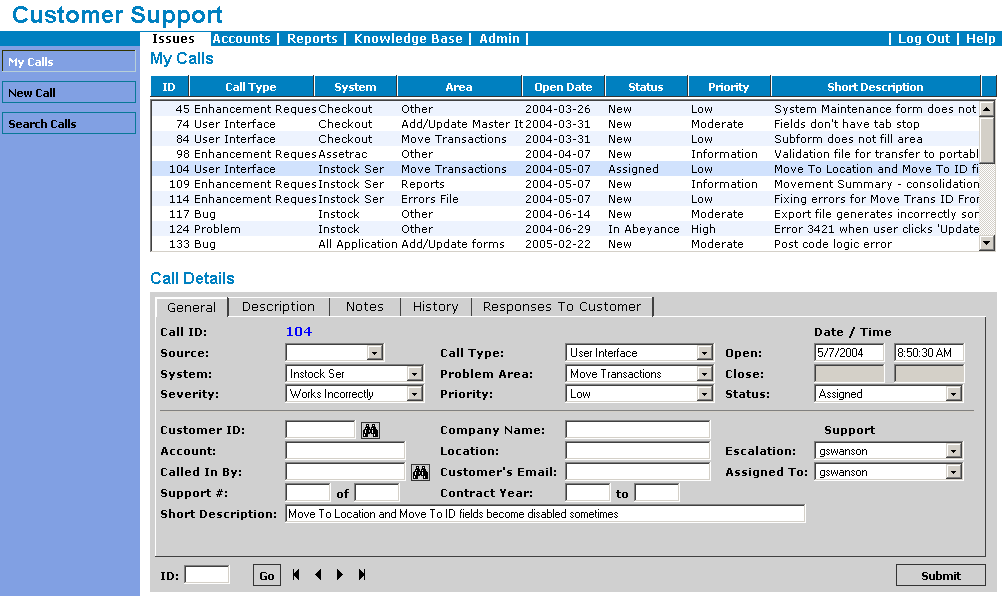 Customer Support
Issues Accounts | Reports | Knowledge Base | Admin | | Log Out | Help
My Calls
New Call
Search Calls
My Calls
ID Call Type System Area Open Date Status Priority Short Description
45 Enhancement Reques Checkout Other 2004-03-26 New Low System Maintenance form does not
74 User Interface Checkout Add/Update Master It 2004-03-31 New Moderate Fields don't have tab stop
84 User Interface Checkout Move Transactions 2004-03-31 New Low Subform does not fill area
98 Enhancement Reques Assetrac Other 2004-04-07 New Information Validation file for transfer to portabl
104 User Interface Instock Ser Move Transactions 2004-05-07 Assigned Low Move To Location and Move To ID fi
109 Enhancement Reques Instock Ser Reports 2004-05-07 New Information Movement Summary - consolidation
114 Enhancement Reques Instock Ser Errors File 2004-05-07 New Low Fixing errors for Move Trans ID Fror
117 Bug Instock Other 2004-06-14 New Moderate Export file generates incorrectly sor
124 Problem Instock Other 2004-06-29 In Abeyance High Error 3421 when user clicks 'Update
133 Bug All Application Add/Update forms 2005-02-22 New Moderate Post code logic error
Call Details
General Description Notes History Responses To Customer
Call ID: 104 Date / Time
Source: Call Type: User Interface Open: 5/7/2004 8:50:30 AM
System: Instock Ser Problem Area: Move Transactions Close:
Severity: Works Incorrectly Priority: Low Status: Assigned
Customer ID: Company Name: Support
Account: Location: Escalation: gswanson
Called In By: Customer's Email: Assigned To: gswanson
Support #: of Contract Year: to
Short Description: Move To Location and Move To ID fields become disabled sometimes
ID: Go Submit